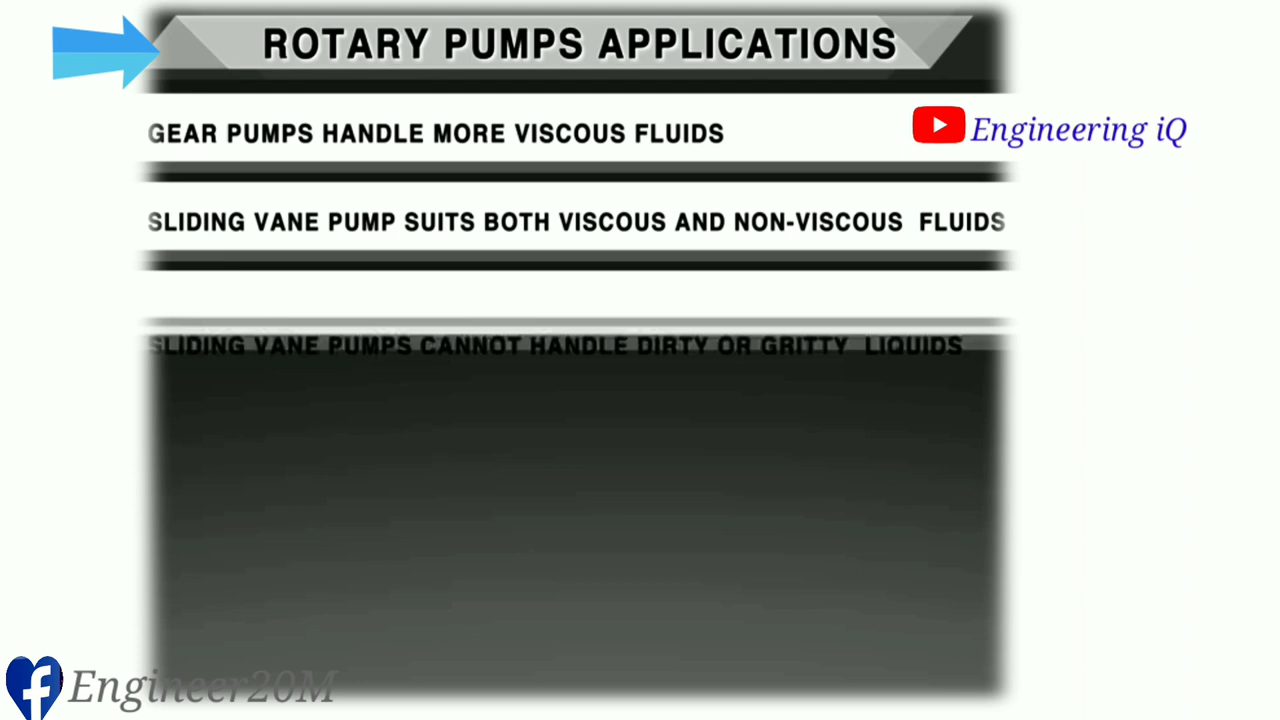 ROTARY PUMPS APPLICATIONS
GEAR PUMPS HANDLE MORE VISCOUS FLUIDS
Engineering iQ
SLIDING VANE PUMP SUITS BOTH VISCOUS AND NON-VISCOUS FLUIDS
SLIDING VANE PUMPS CANNOT HANDLE DIRTY OR GRITTY LIQUIDS
Engineer20M